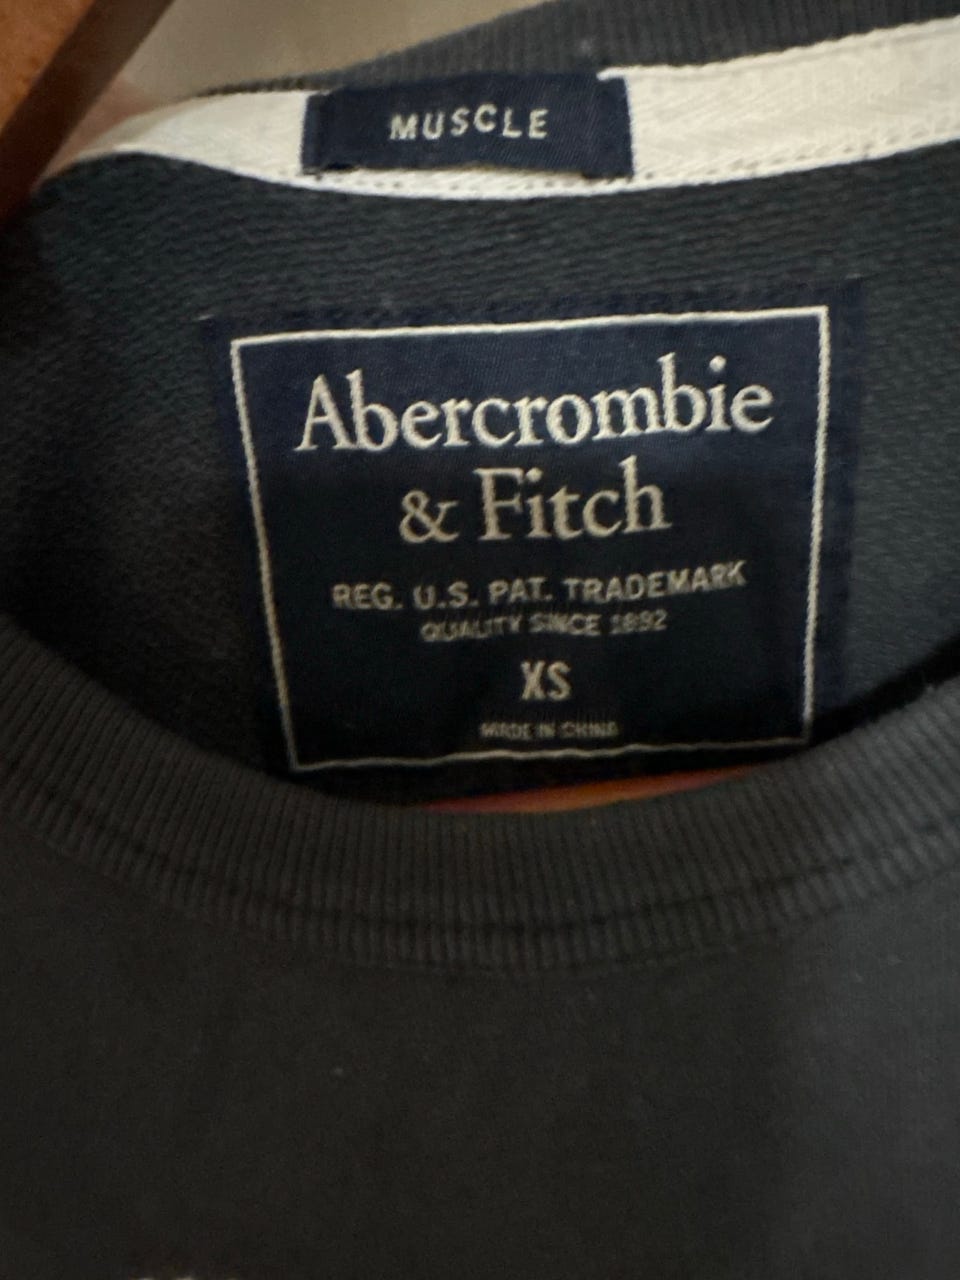 MUSCLE
Abercrombie
& Fitch
REG. U.S. PAT. TRADEMARK
QUALITY SINCE 1892
XS
MADE IN CHINA